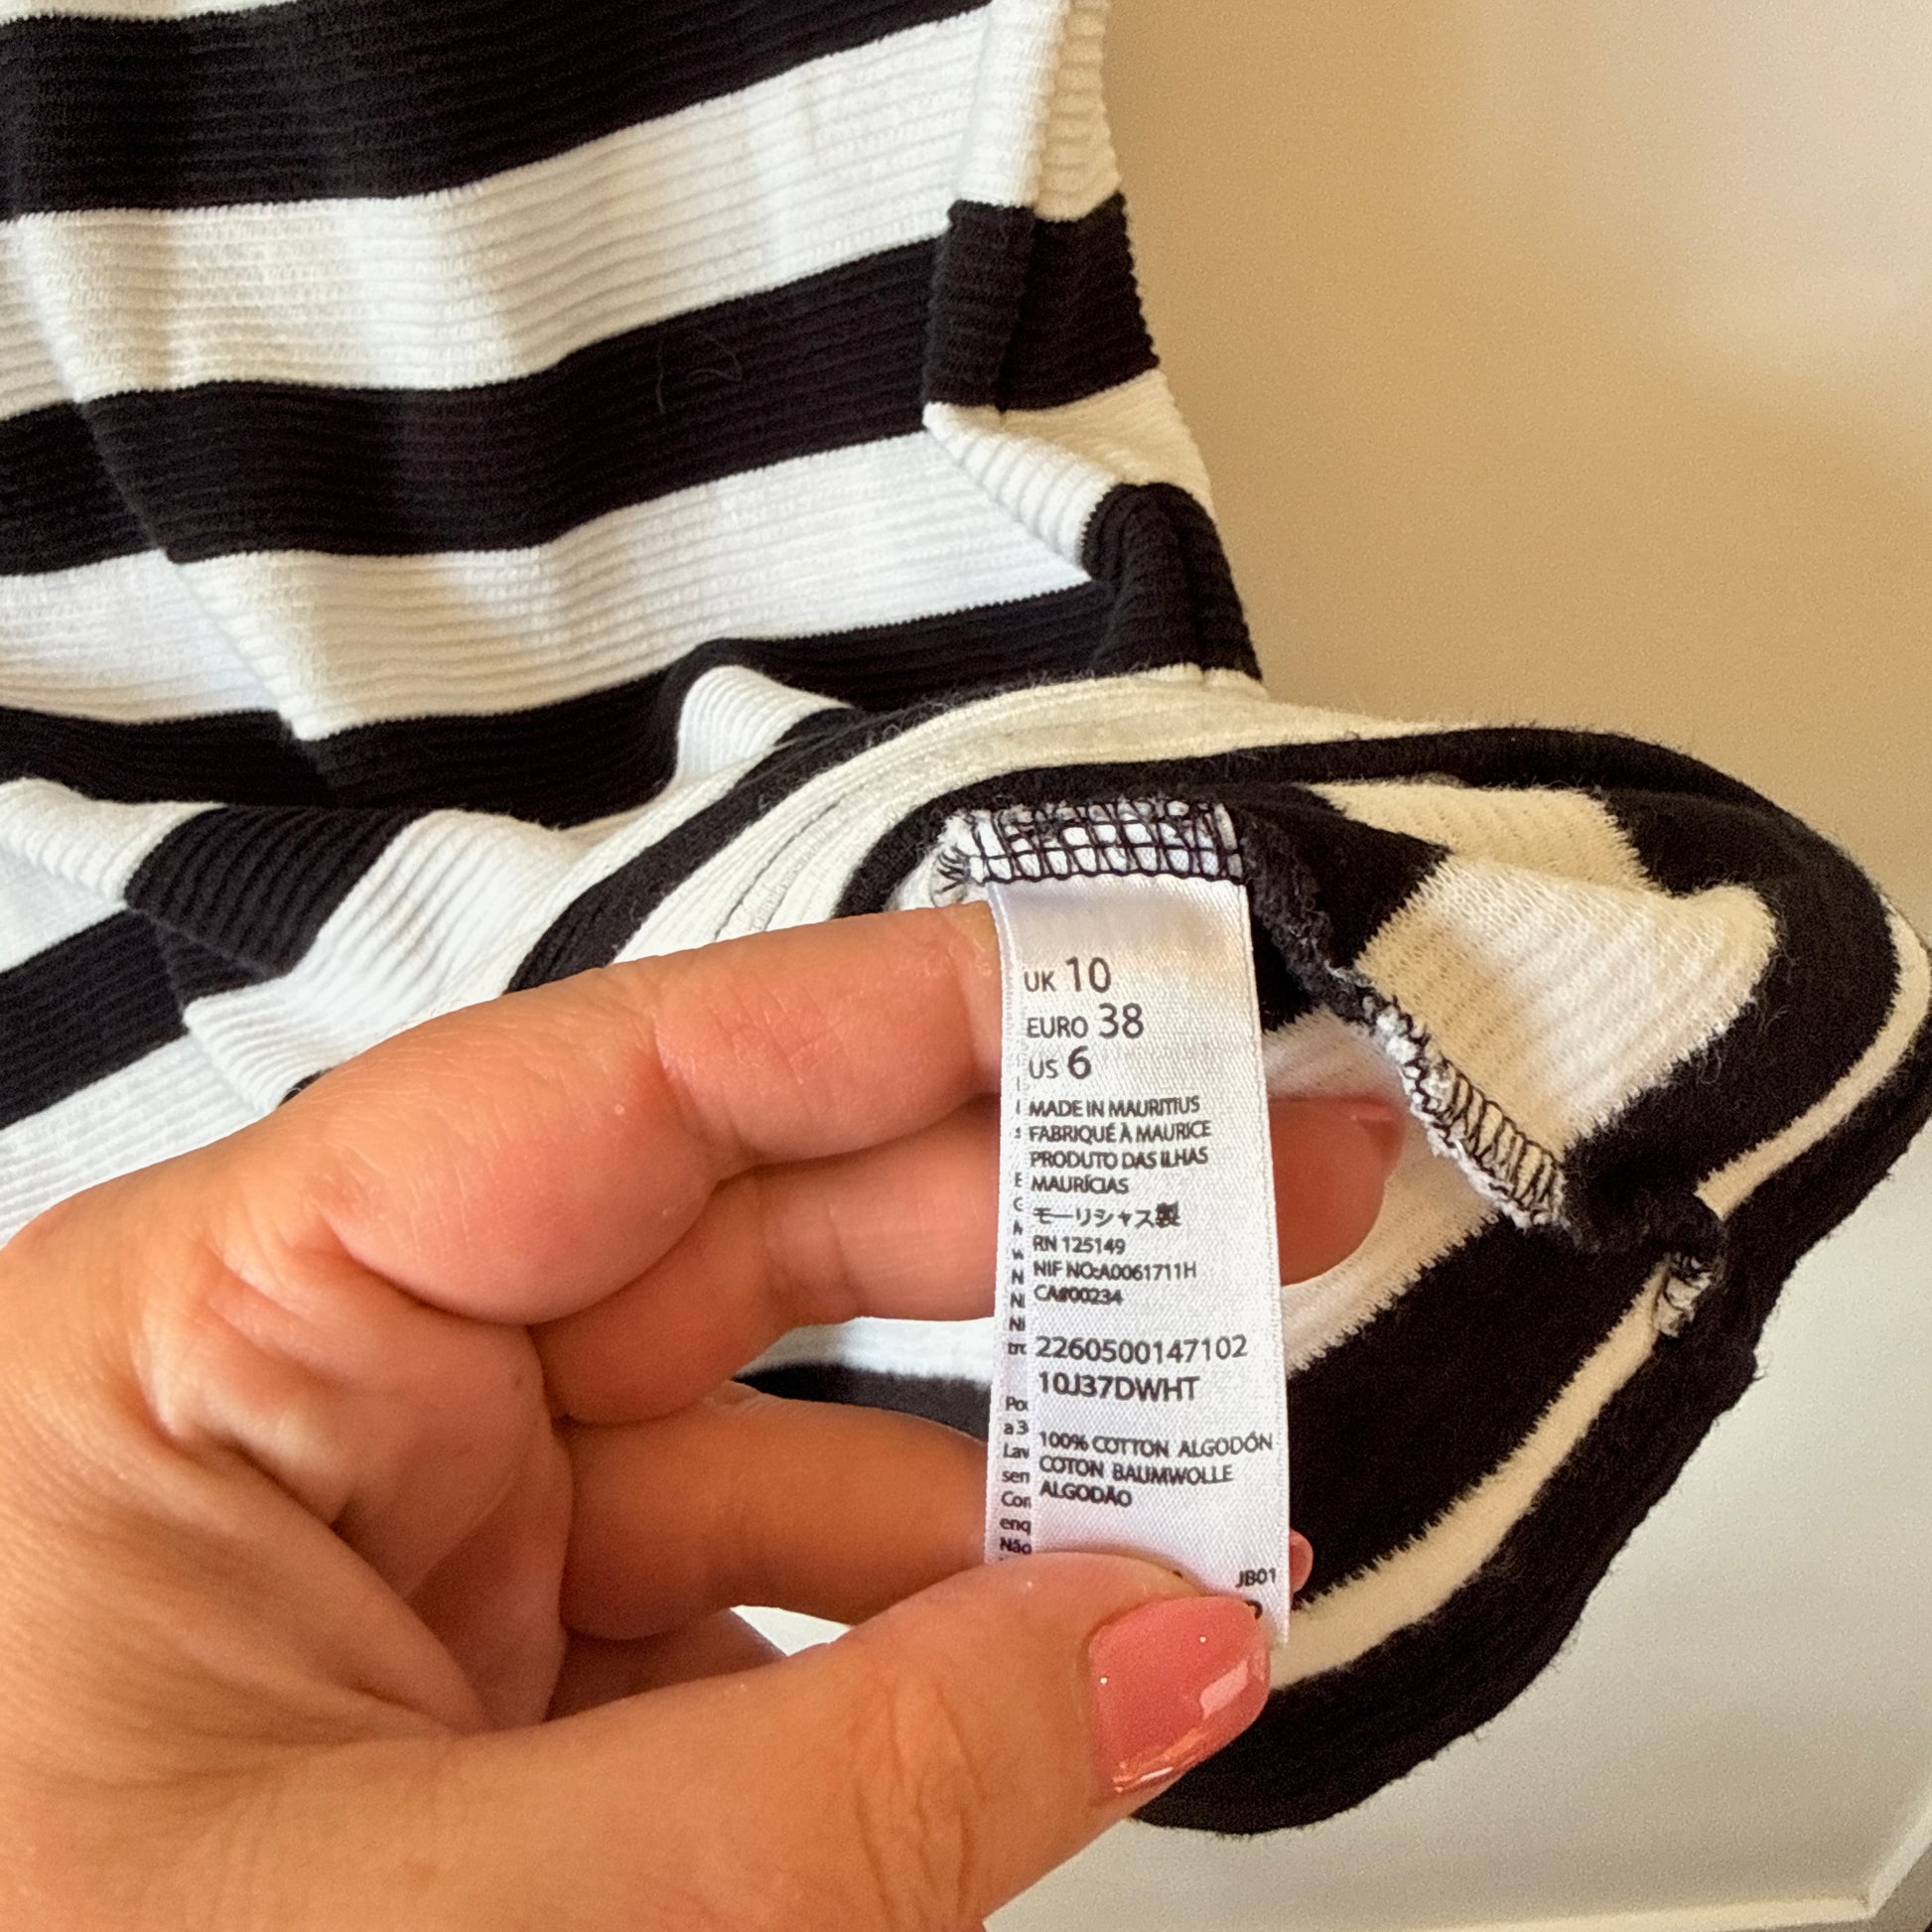 UK 10
EURO 38
US 6
MADE IN MAURITIUS
FABRIQUÉ À MAURICE
PRODUTO DAS ILHAS
MAURÍCIAS
モーリシャス製
RN 125149
NIF NO:A0061711H
CA#00234
2260500147102
10J37DWHT
100% COTTON ALGODÓN
COTON BAUMWOLLE
ALGODÃO
JB01